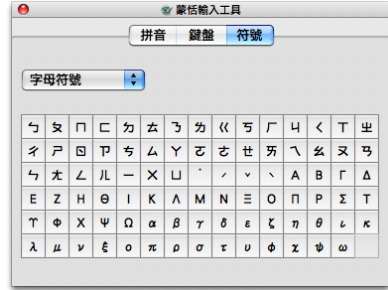 蒙恬輸入工具
拼音 鍵盤 符號
字母符號
ㄅ ㄆ ㄇ ㄈ ㄉ ㄊ ㄋ ㄌ ㄍ ㄎ ㄏ ㄐ ㄑ ㄒ ㄓ
ㄔ ㄕ ㄖ ㄗ ㄘ ㄙ ㄚ ㄛ ㄜ ㄝ ㄞ ㄟ ㄠ ㄡ ㄢ
ㄣ ㄤ ㄥ ㄦ ㄧ ㄨ ㄩ ˙ ˊ ˇ ˋ Α Β Γ Δ
Ε Ζ Η Θ Ι Κ Λ Μ Ν Ξ Ο Π Ρ Σ Τ
Υ Φ Χ Ψ Ω α β γ δ ε ζ η θ ι κ
λ μ ν ξ ο π ρ σ τ υ φ χ ψ ω